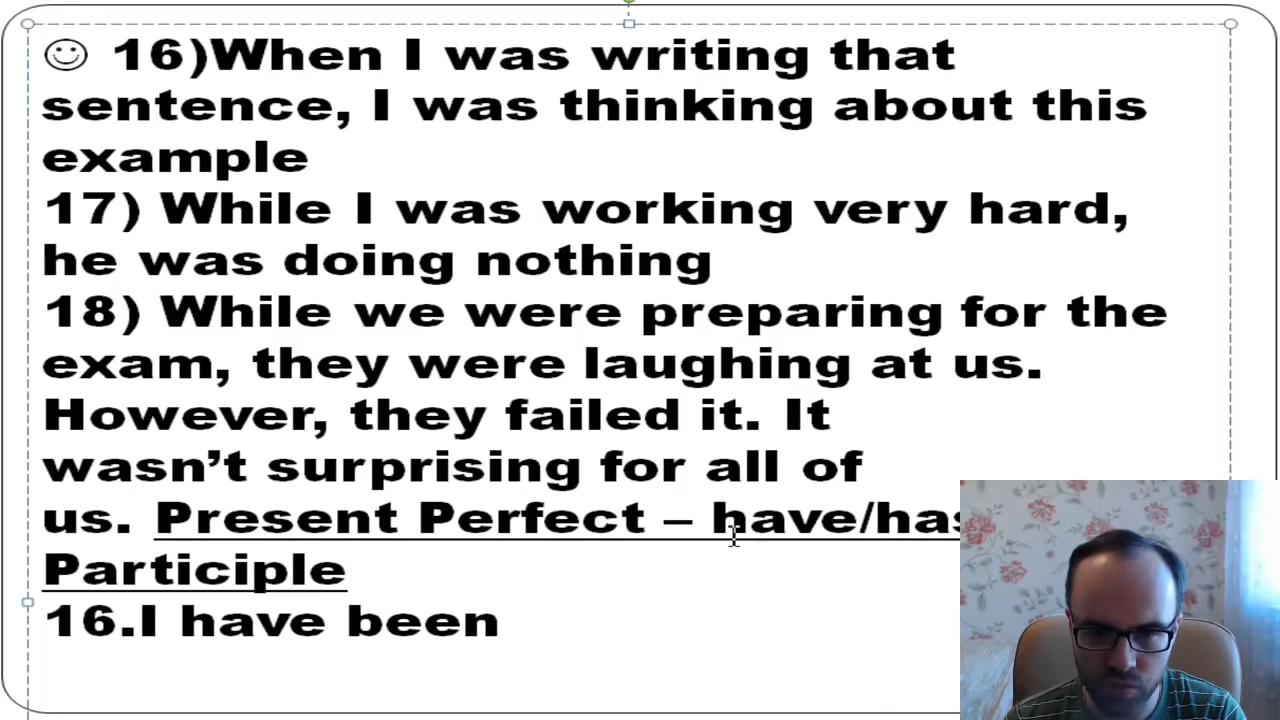 ☺ 16)When I was writing that
sentence, I was thinking about this
example
17) While I was working very hard,
he was doing nothing
18) While we were preparing for the
exam, they were laughing at us.
However, they failed it. It
wasn’t surprising for all of
us. Present Perfect – have/has
Participle
16.I have been